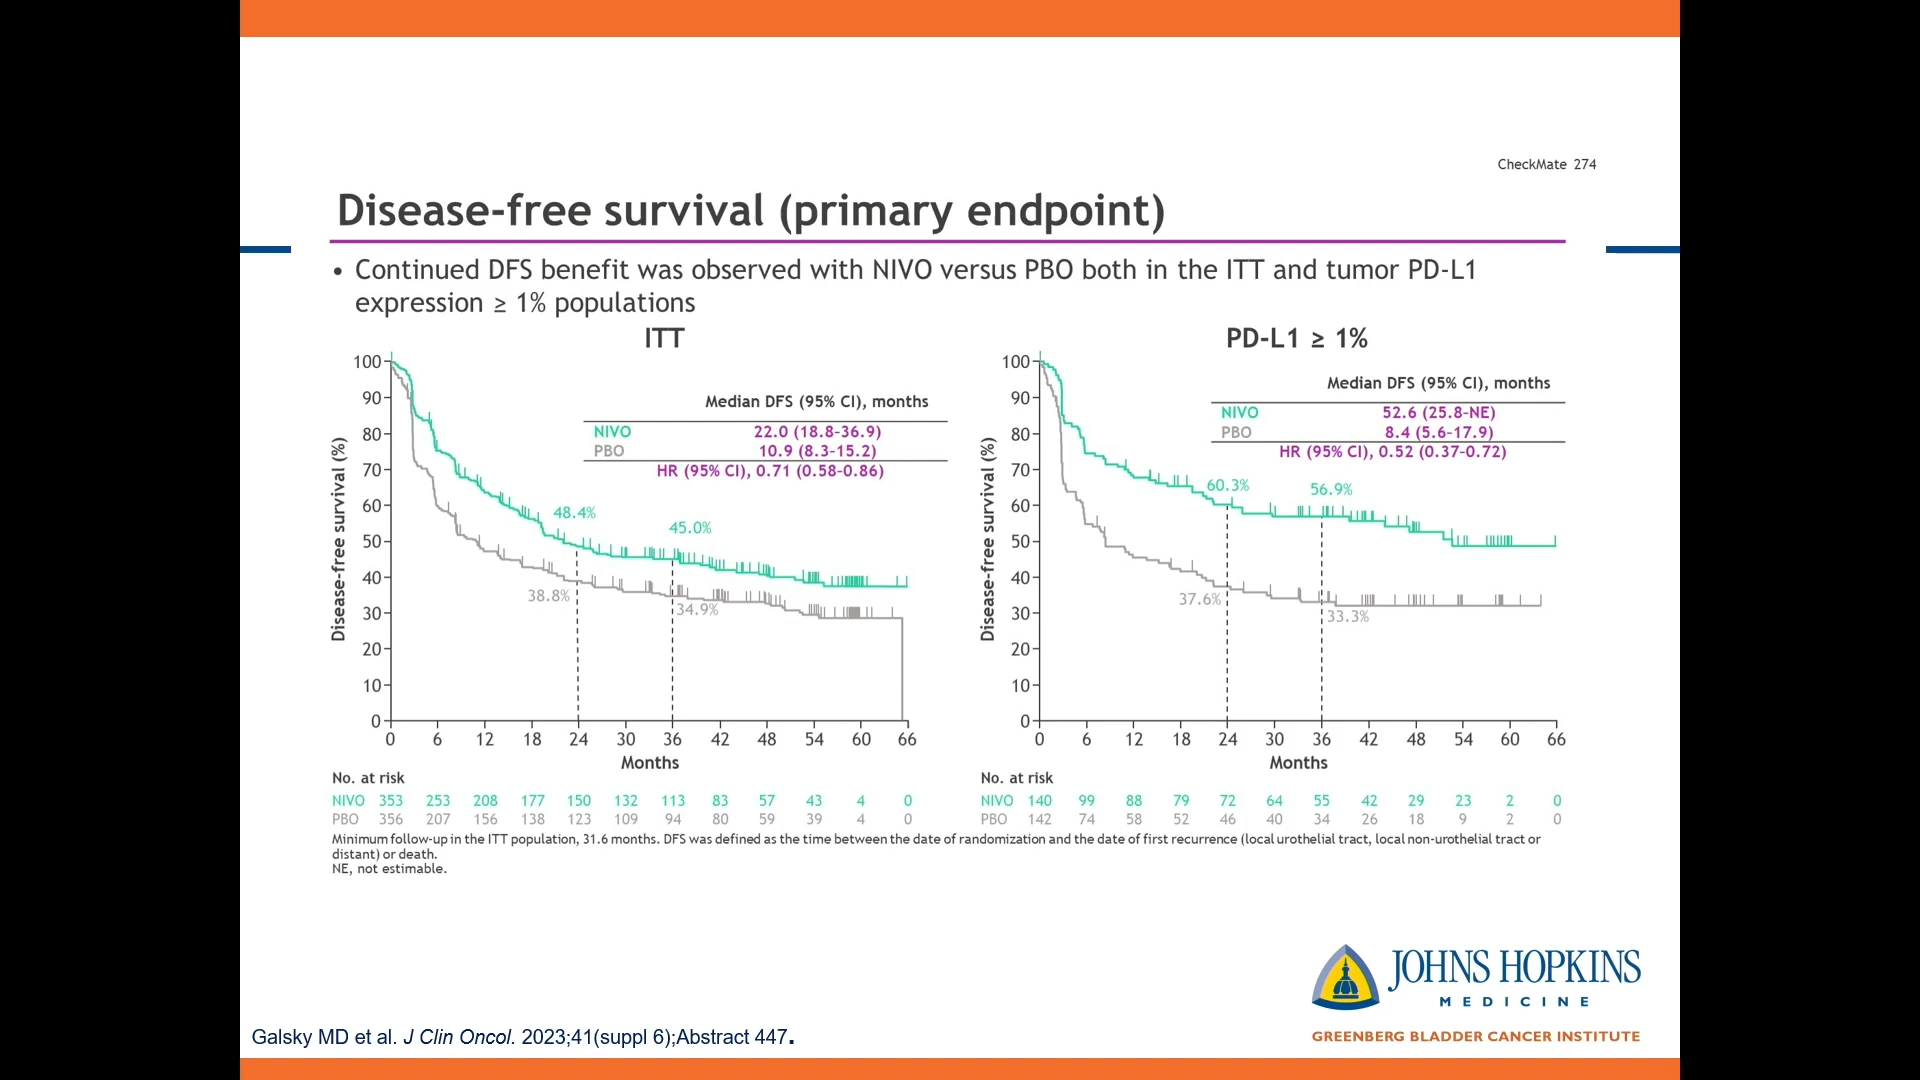 CheckMate 274
Disease-free survival (primary endpoint)
• Continued DFS benefit was observed with NIVO versus PBO both in the ITT and tumor PD-L1
expression ≥ 1% populations
ITT
Disease-free survival (%)
100
90
80
70
60
50
40
30
20
10
0
Median DFS (95% CI), months
NIVO 22.0 (18.8–36.9)
PBO 10.9 (8.3–15.2)
HR (95% CI), 0.71 (0.58–0.86)
48.4%
45.0%
38.8%
34.9%
0 6 12 18 24 30 36 42 48 54 60 66
Months
No. at risk
NIVO 353 253 208 177 150 132 113 83 57 43 4 0
PBO 356 207 156 138 123 109 94 80 59 39 4 0
PD-L1 ≥ 1%
Disease-free survival (%)
100
90
80
70
60
50
40
30
20
10
0
Median DFS (95% CI), months
NIVO 52.6 (25.8–NE)
PBO 8.4 (5.6–17.9)
HR (95% CI), 0.52 (0.37–0.72)
60.3%
56.9%
37.6%
33.3%
0 6 12 18 24 30 36 42 48 54 60 66
Months
No. at risk
NIVO 140 99 88 79 72 64 55 42 29 23 2 0
PBO 142 74 58 52 46 40 34 26 18 9 2 0
Minimum follow-up in the ITT population, 31.6 months. DFS was defined as the time between the date of randomization and the date of first recurrence (local urothelial tract, local non-urothelial tract or
distant) or death.
NE, not estimable.
JOHNS HOPKINS
MEDICINE
GREENBERG BLADDER CANCER INSTITUTE
Galsky MD et al. J Clin Oncol. 2023;41(suppl 6);Abstract 447.